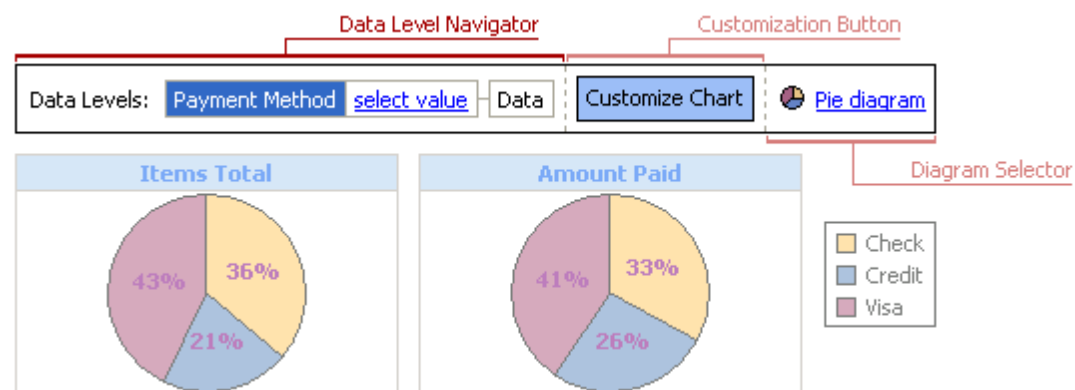 Data Level Navigator
Customization Button
Data Levels: Payment Method select value Data Customize Chart Pie diagram
Diagram Selector
Items Total
Amount Paid
43% 36%
21%
41% 33%
26%
Check
Credit
Visa